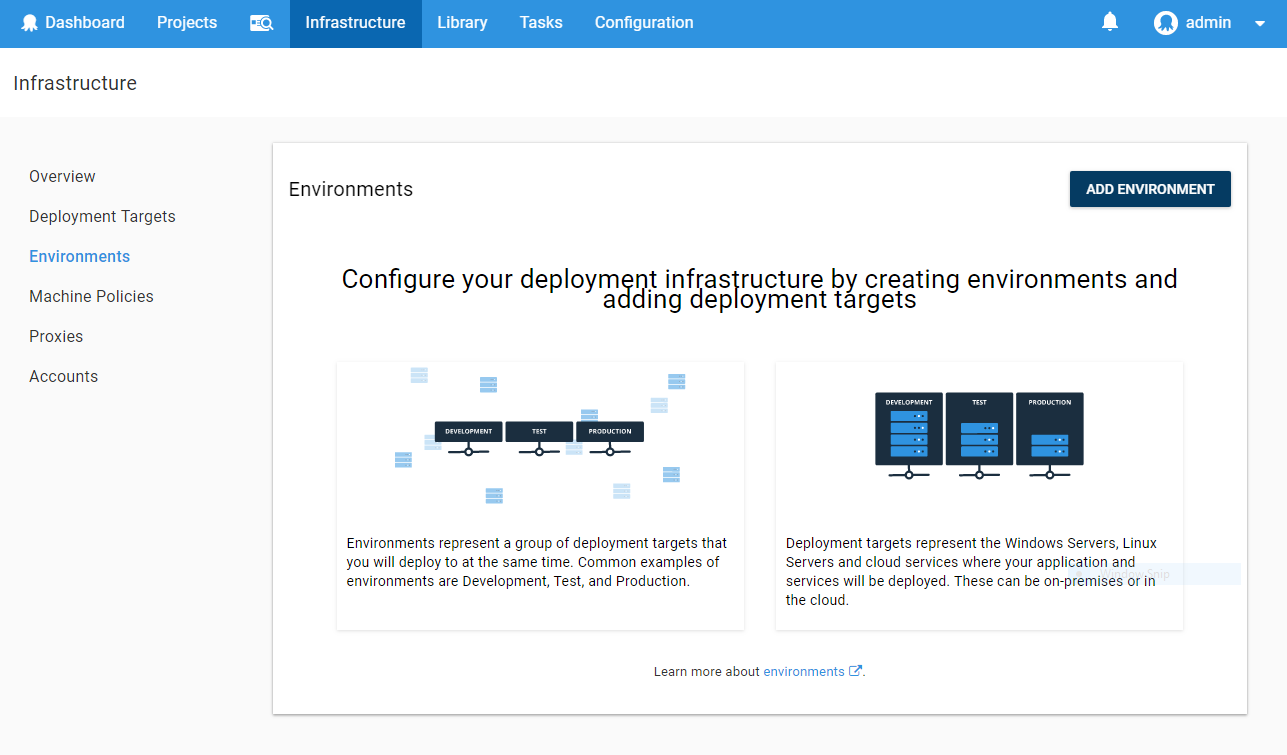 Dashboard Projects Infrastructure Library Tasks Configuration admin
Infrastructure
Overview
Deployment Targets
Environments
Machine Policies
Proxies
Accounts
Environments
ADD ENVIRONMENT
Configure your deployment infrastructure by creating environments and
adding deployment targets
DEVELOPMENT TEST PRODUCTION
Environments represent a group of deployment targets that
you will deploy to at the same time. Common examples of
environments are Development, Test, and Production.
DEVELOPMENT TEST PRODUCTION
Deployment targets represent the Windows Servers, Linux
Servers and cloud services where your application and
services will be deployed. These can be on-premises or in
the cloud.
Window Snip
Learn more about environments.